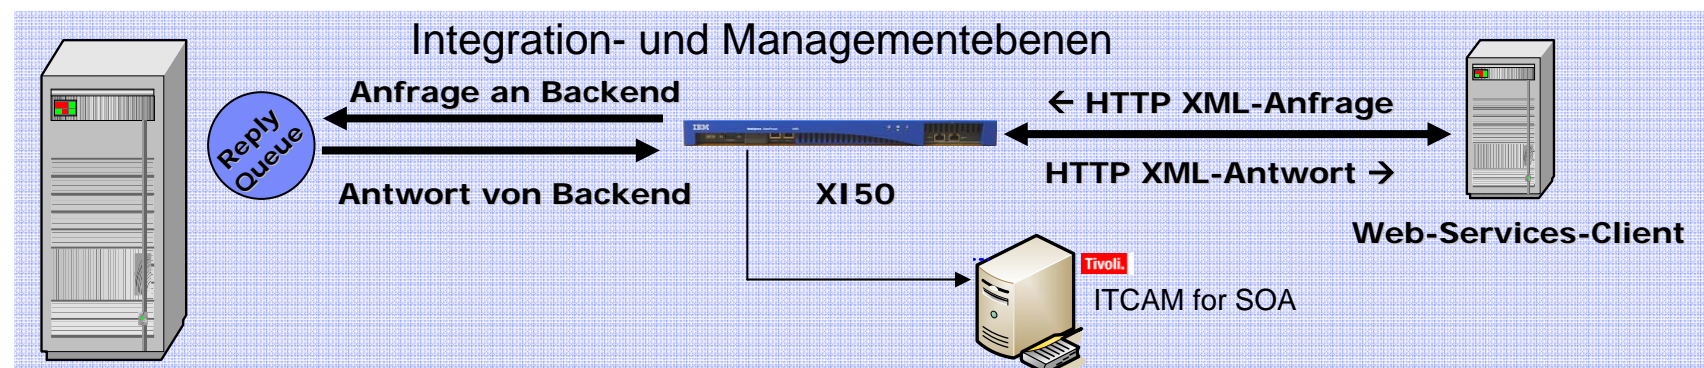 Integration- und Managementebenen
Anfrage an Backend
← HTTP XML-Anfrage
Reply
Queue
IBM
HTTP XML-Antwort →
Antwort von Backend
XI50
Web-Services-Client
Tivoli.
ITCAM for SOA